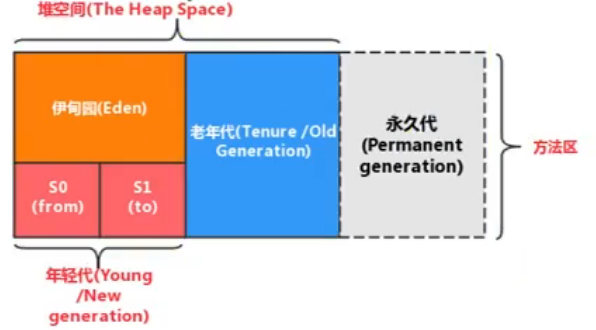 堆空间(The Heap Space)
伊甸园(Eden)
S0
(from)
S1
(to)
老年代(Tenure /Old
Generation)
永久代
(Permanent
generation)
方法区
年轻代(Young
/New
generation)